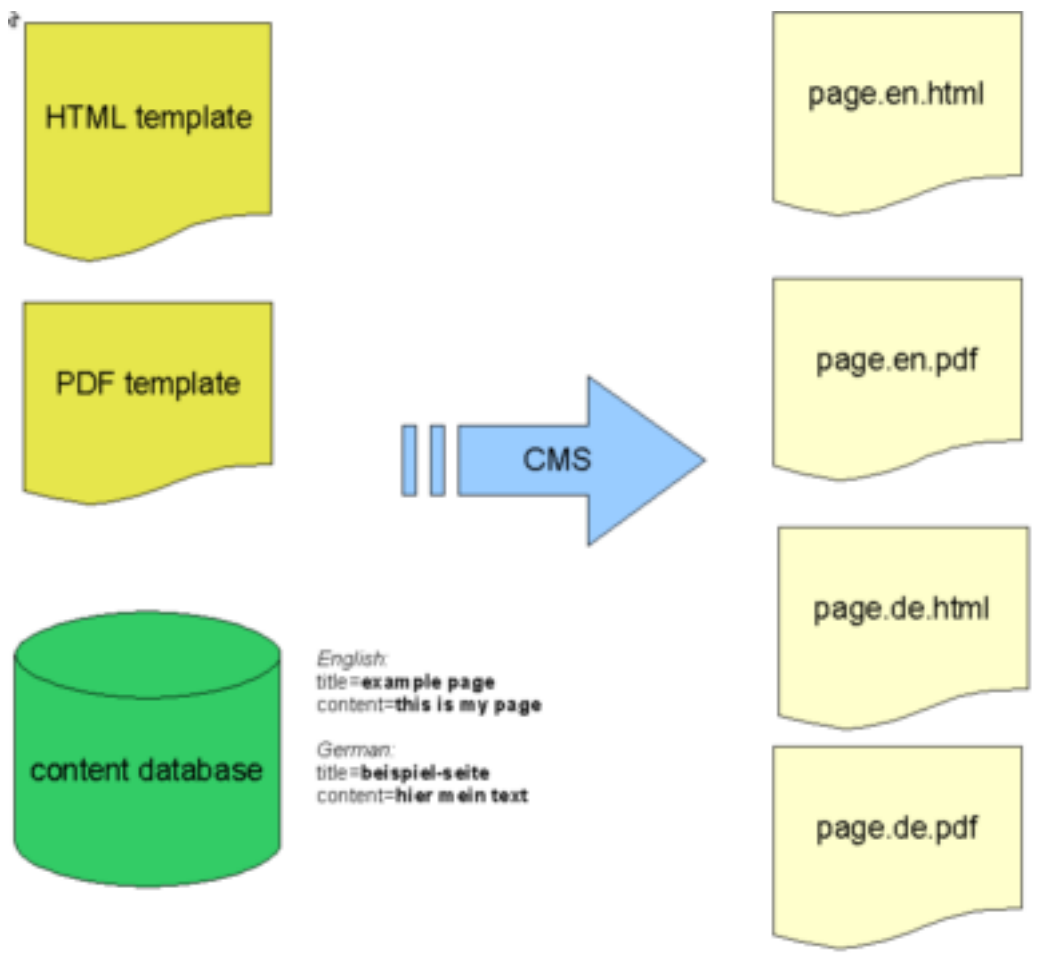 HTML template
PDF template
content database
English:
title=example page
content=this is my page
German:
title=beispiel-seite
content=hier mein text
CMS
page.en.html
page.en.pdf
page.de.html
page.de.pdf